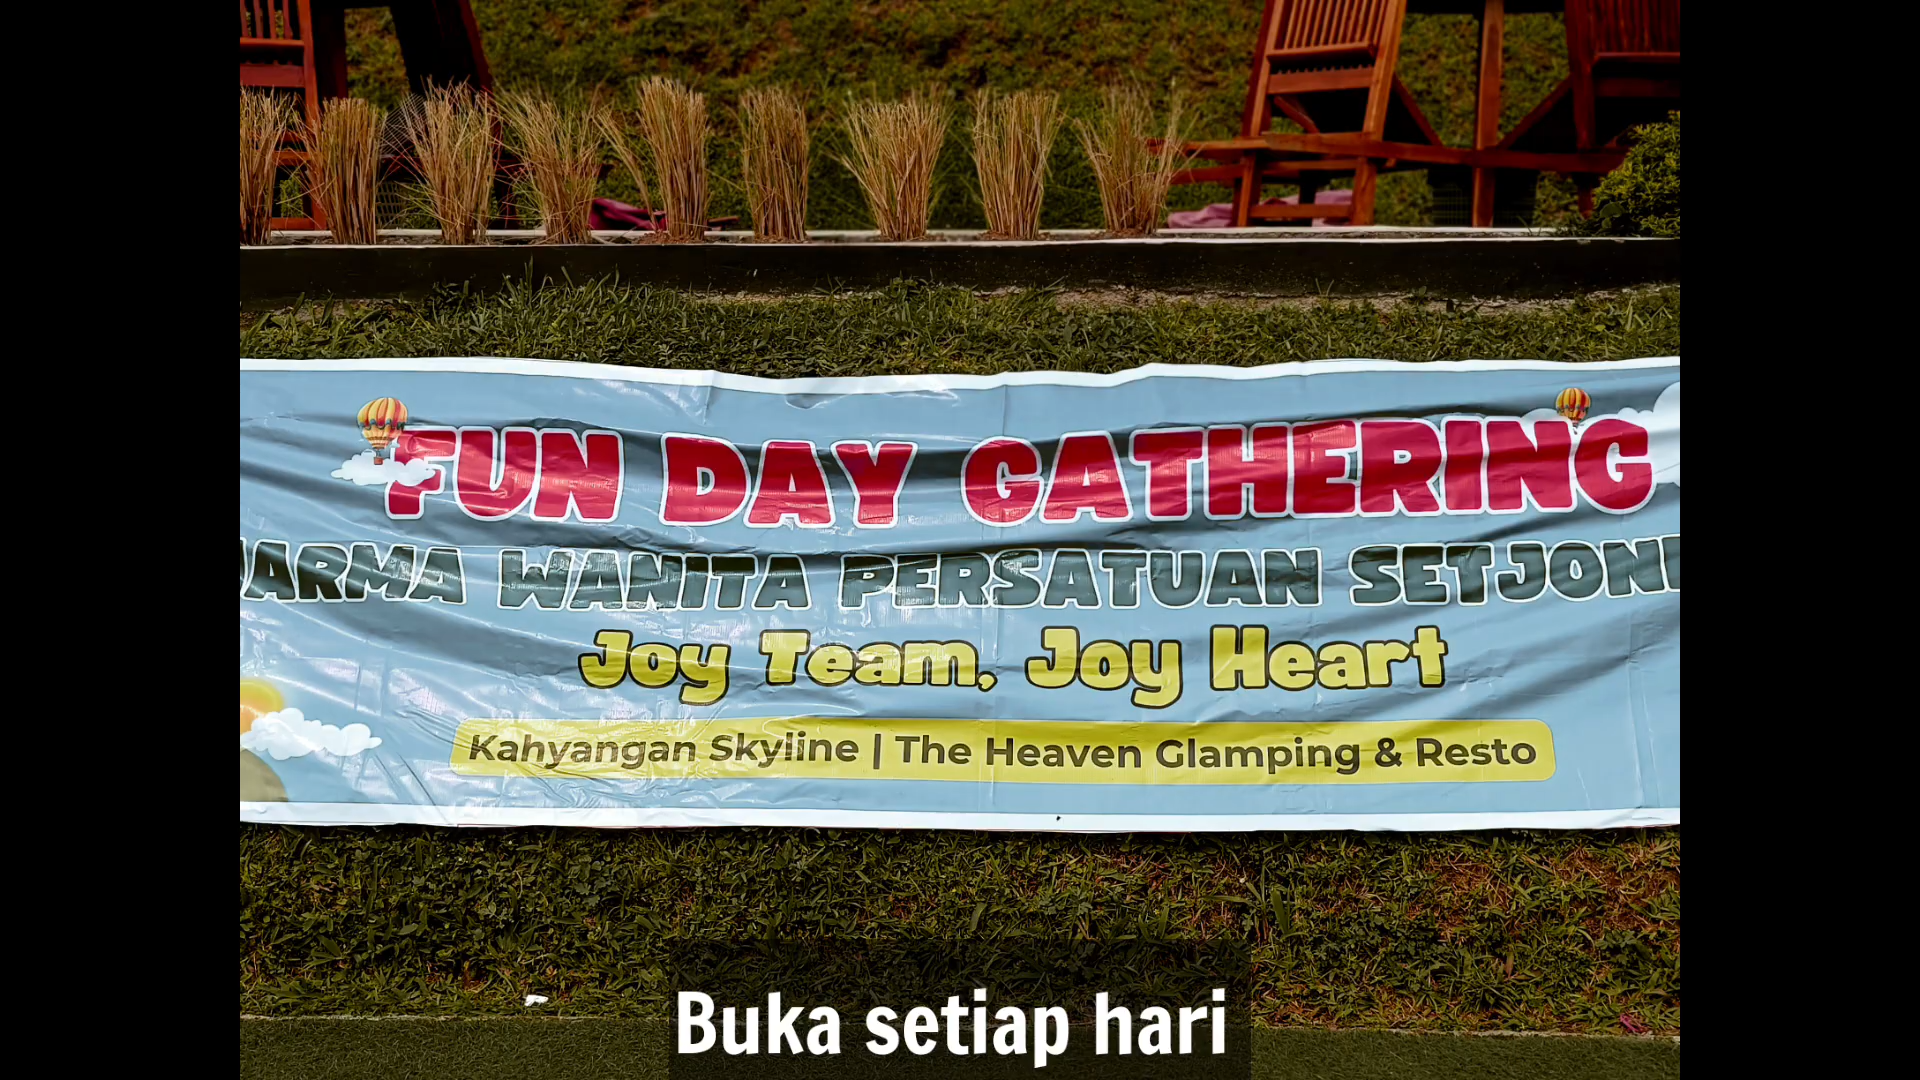 FUN DAY GATHERING
WANITA PERSATUAN
Joy Team, Joy Heart
Kahyangan Skyline | The Heaven Glamping & Resto
Buka setiap hari